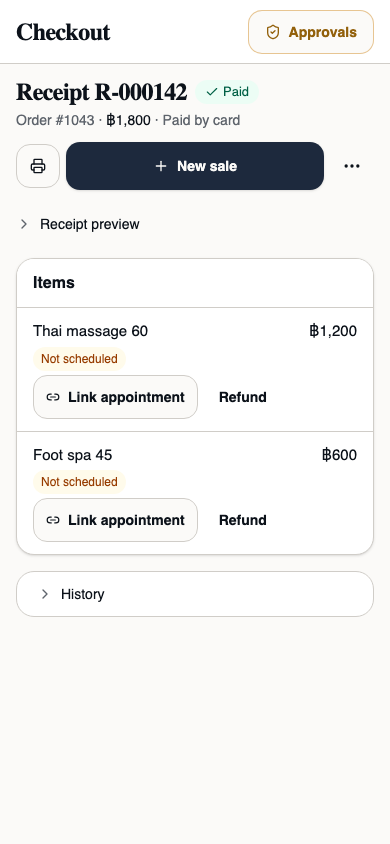 Checkout
Approvals
Receipt R-000142
Paid
Order #1043 · ฿1,800 · Paid by card
New sale
Receipt preview
Items
Thai massage 60 ฿1,200
Not scheduled
Link appointment Refund
Foot spa 45 ฿600
Not scheduled
Link appointment Refund
History